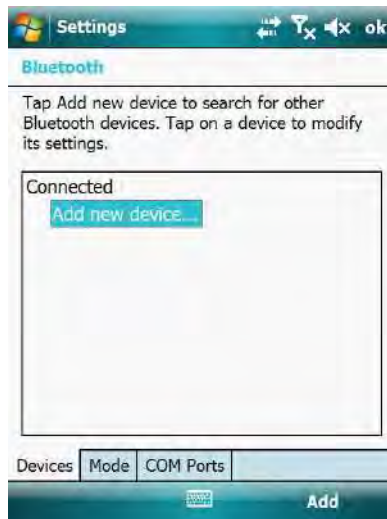 Settings ok
Bluetooth
Tap Add new device to search for other
Bluetooth devices. Tap on a device to modify
its settings.
Connected
Add new device...
Devices Mode COM Ports
Add